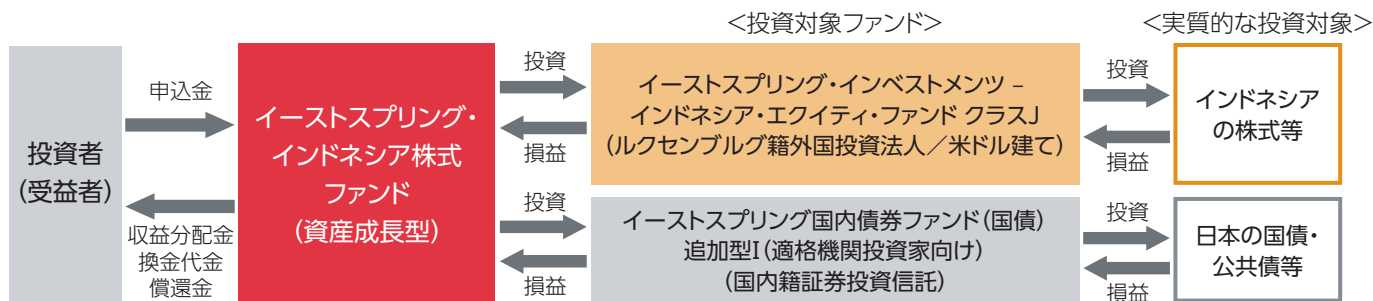 ＜投資対象ファンド＞
＜実質的な投資対象＞
投資者
（受益者）
申込金
収益分配金
換金代金
償還金
イーストスプリング・
インドネシア株式
ファンド
（資産成長型）
投資
損益
イーストスプリング・インベストメンツ －
インドネシア・エクイティ・ファンド クラスJ
（ルクセンブルグ籍外国投資法人／米ドル建て）
投資
損益
インドネシア
の株式等
投資
損益
イーストスプリング国内債券ファンド（国債）
追加型I（適格機関投資家向け）
（国内籍証券投資信託）
投資
損益
日本の国債・
公共債等